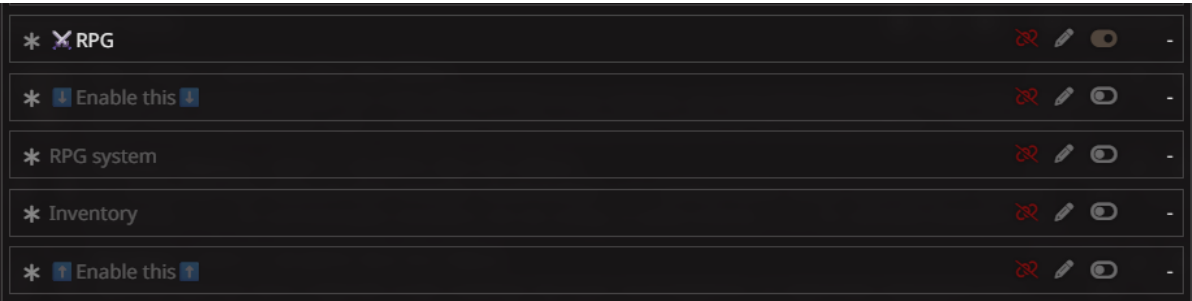 ⚔️ RPG -
⬇️ Enable this ⬇️ -
RPG system -
Inventory -
⬆️ Enable this ⬆️ -